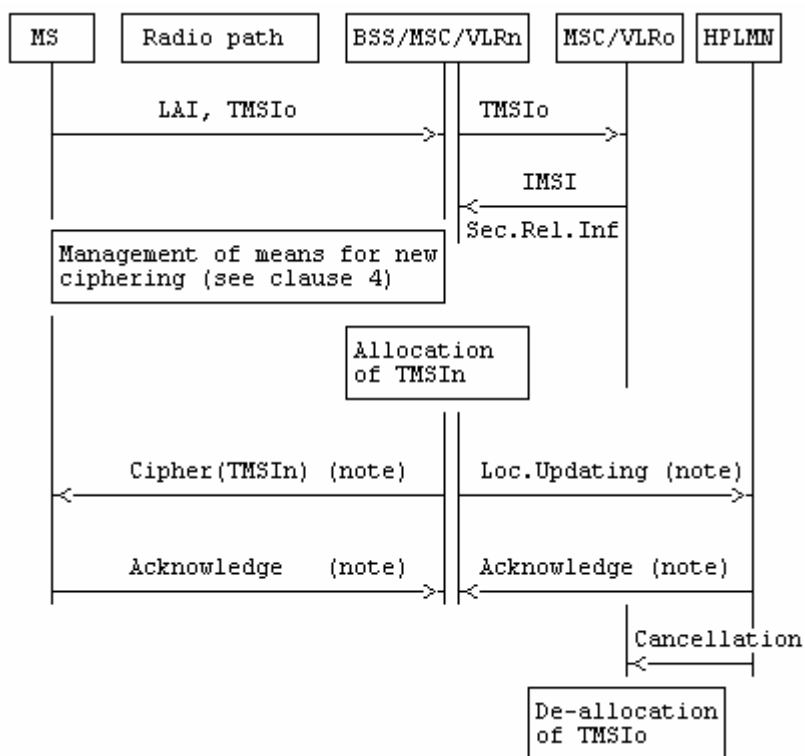 MS Radio path BSS/MSC/VLRn MSC/VLRo HPLMN
LAI, TMSIo TMSIo
IMSI
Sec.Rel.Inf
Management of means for new
ciphering (see clause 4)
Allocation
of TMSIn
Cipher(TMSIn) (note) Loc.Updating (note)
Acknowledge (note) Acknowledge (note)
Cancellation
De-allocation
of TMSIo